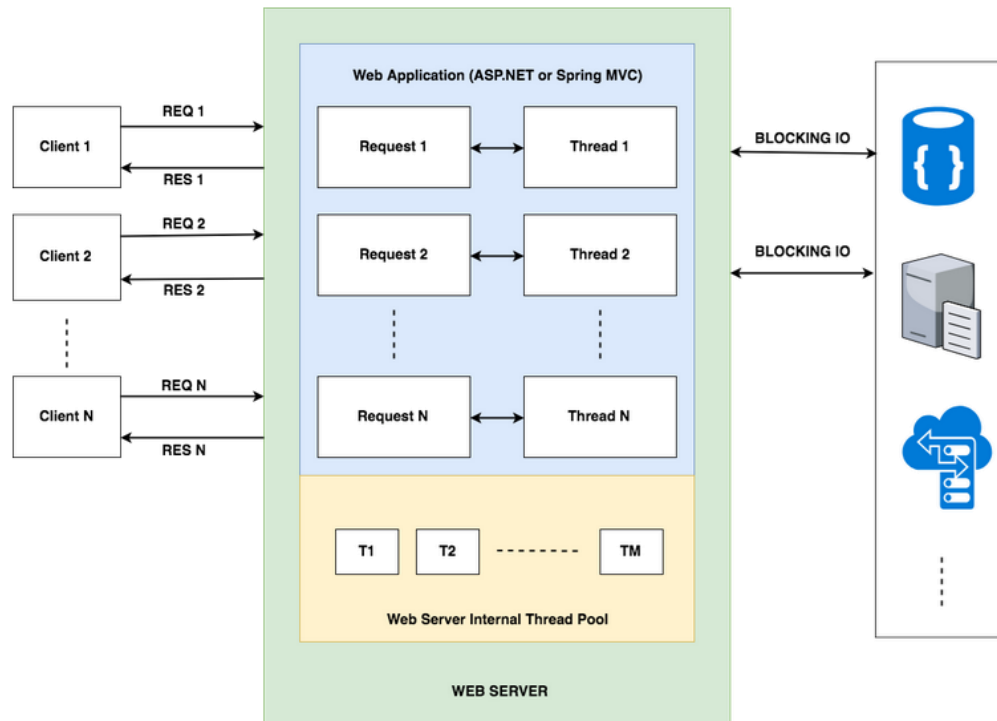 Web Application (ASP.NET or Spring MVC)
Client 1
REQ 1
RES 1
Request 1
Thread 1
BLOCKING IO
{ }
Client 2
REQ 2
RES 2
Request 2
Thread 2
BLOCKING IO
Client N
REQ N
RES N
Request N
Thread N
T1
T2
TM
Web Server Internal Thread Pool
WEB SERVER